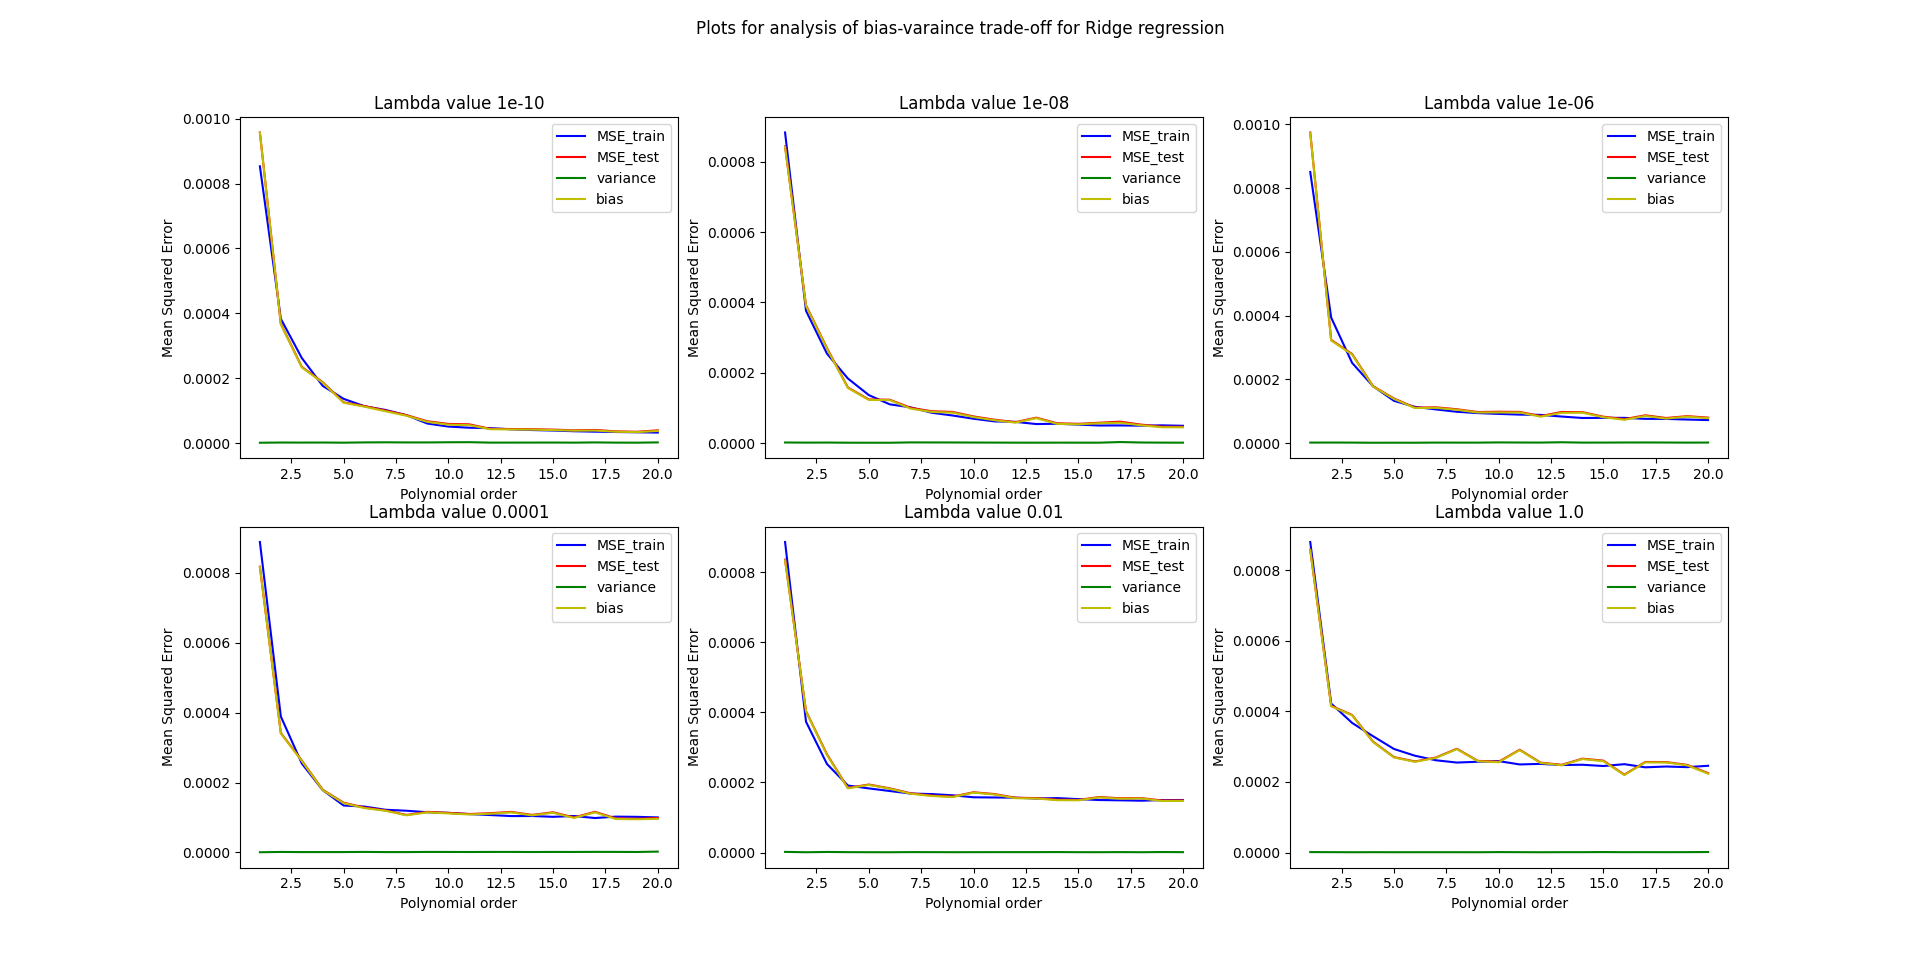 Plots for analysis of bias-varaince trade-off for Ridge regression
Lambda value 1e-10
0.0010
0.0008
0.0006
0.0004
0.0002
0.0000
Mean Squared Error
MSE_train
MSE_test
variance
bias
2.5 5.0 7.5 10.0 12.5 15.0 17.5 20.0
Polynomial order
Lambda value 1e-08
0.0008
0.0006
0.0004
0.0002
0.0000
Mean Squared Error
MSE_train
MSE_test
variance
bias
2.5 5.0 7.5 10.0 12.5 15.0 17.5 20.0
Polynomial order
Lambda value 1e-06
0.0010
0.0008
0.0006
0.0004
0.0002
0.0000
Mean Squared Error
MSE_train
MSE_test
variance
bias
2.5 5.0 7.5 10.0 12.5 15.0 17.5 20.0
Polynomial order
Lambda value 0.0001
0.0008
0.0006
0.0004
0.0002
0.0000
Mean Squared Error
MSE_train
MSE_test
variance
bias
2.5 5.0 7.5 10.0 12.5 15.0 17.5 20.0
Polynomial order
Lambda value 0.01
0.0008
0.0006
0.0004
0.0002
0.0000
Mean Squared Error
MSE_train
MSE_test
variance
bias
2.5 5.0 7.5 10.0 12.5 15.0 17.5 20.0
Polynomial order
Lambda value 1.0
0.0008
0.0006
0.0004
0.0002
0.0000
Mean Squared Error
MSE_train
MSE_test
variance
bias
2.5 5.0 7.5 10.0 12.5 15.0 17.5 20.0
Polynomial order